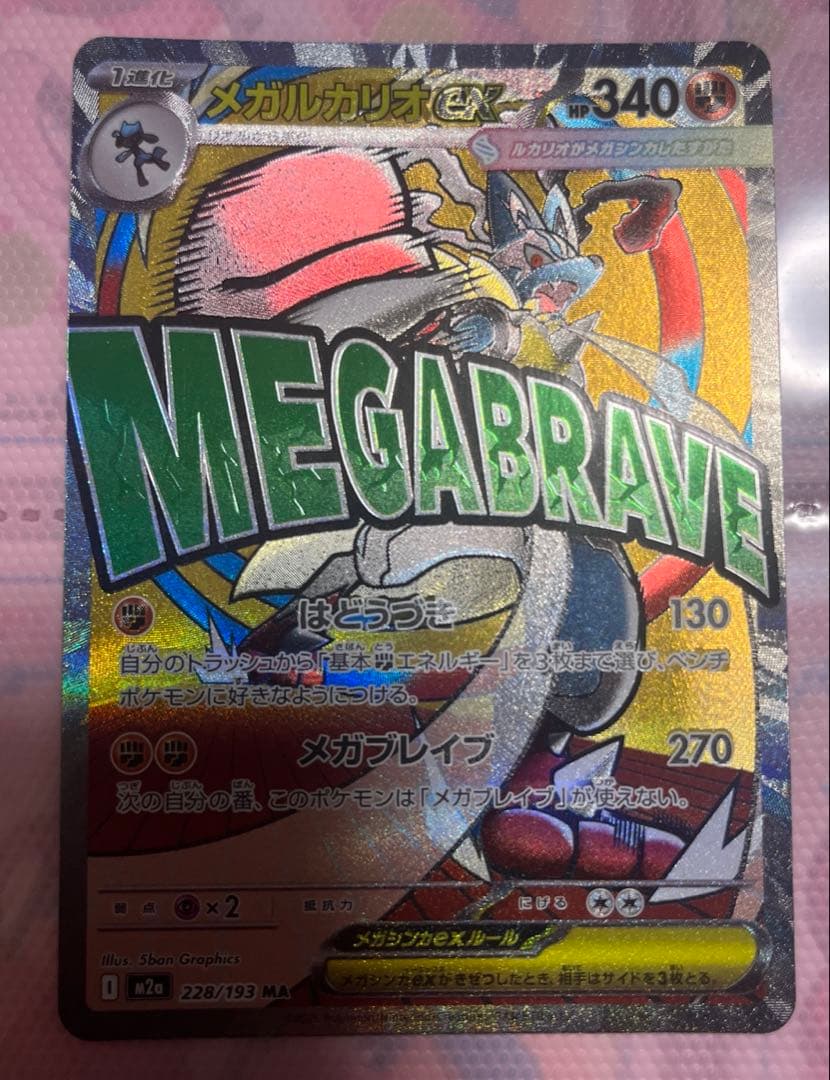 1進化
メガルカリオex
HP 340
ルカリオがメガシンカしたすがた
MEGABRAVE
はどうづき 130
自分のトラッシュから「基本エネルギー」を3枚まで選び、ベンチ
ポケモンに好きなようにつける。
メガブレイブ 270
次の自分の番、このポケモンは「メガブレイブ」が使えない。
弱点 ×2 抵抗力 にげる
メガシンカexルール
メガシンカexがきぜつしたとき、相手はサイドを3枚とる。
Illus. 5ban Graphics
I M2a 228/193 MA